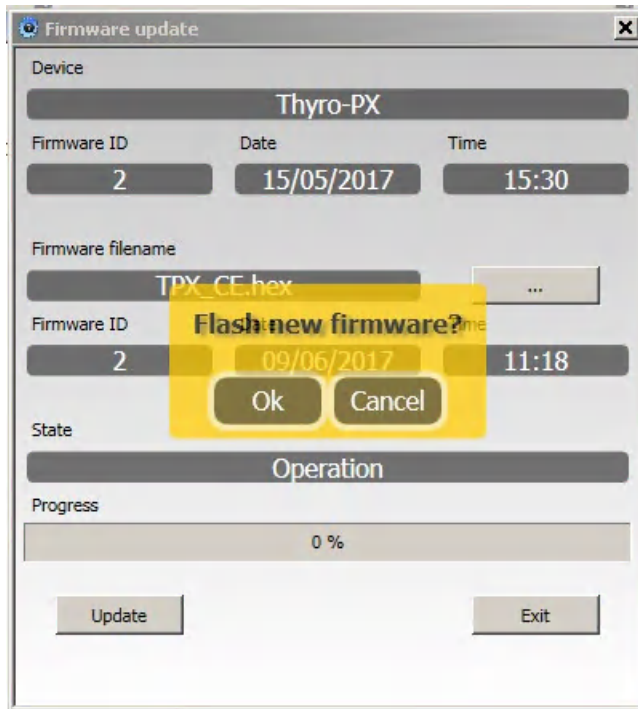 Firmware update
Device
Thyro-PX
Firmware ID Date Time
2 15/05/2017 15:30
Firmware filename
TPX_CE.hex ...
Flash new firmware?
Firmware ID Date Time
2 09/06/2017 11:18
Ok Cancel
State
Operation
Progress
0 %
Update Exit